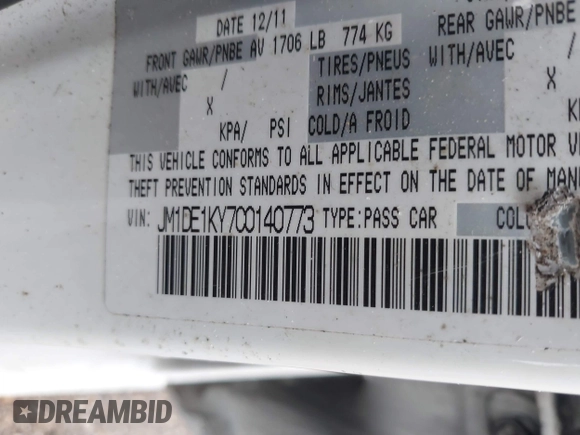 DATE 12/11
FRONT GAWR/PNBE AV 1706 LB 774 KG
REAR GAWR/PNBE
WITH/AVEC /
TIRES/PNEUS
WITH/AVEC /
X
RIMS/JANTES
X
KPA/ PSI COLD/A FROID
KPA/
THIS VEHICLE CONFORMS TO ALL APPLICABLE FEDERAL MOTOR
THEFT PREVENTION STANDARDS IN EFFECT ON THE DATE OF
VIN: JM1DE1KY7C0140773 TYPE:PASS CAR
DREAMBID